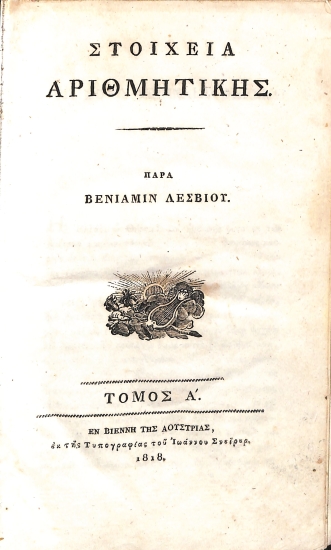 ΣΤΟΙΧΕΙΑ
ΑΡΙΘΜΗΤΙΚΗΣ.
ΠΑΡΑ
ΒΕΝΙΑΜΙΝ ΛΕΣΒΙΟΥ.
ΤΟΜΟΣ Α΄.
ΕΝ ΒΙΕΝΝΗ ΤΗΣ ΑΟΥΣΤΡΙΑΣ,
ἐκ τῆς Τυπογραφίας τοῦ Ἰωάννου Σνείρερ.
1818.